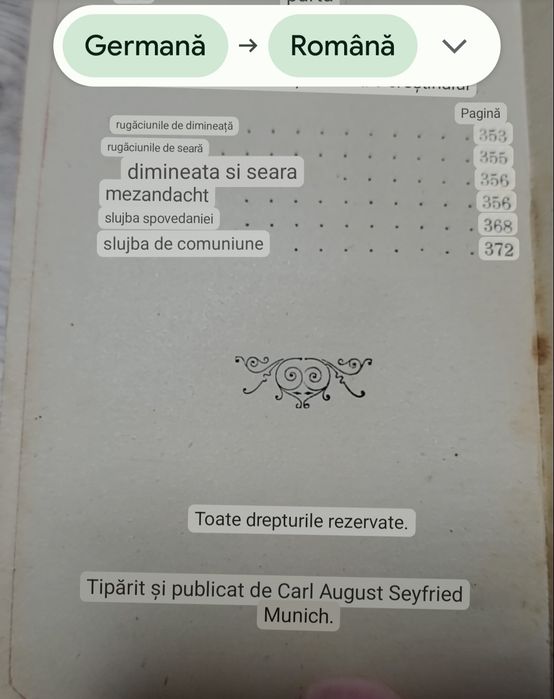 Germană → Română
Pagină
rugăciunile de dimineață 353
rugăciunile de seară 355
dimineata si seara 356
mezandacht 356
slujba spovedaniei 368
slujba de comuniune 372
Toate drepturile rezervate.
Tipărit și publicat de Carl August Seyfried
Munich.